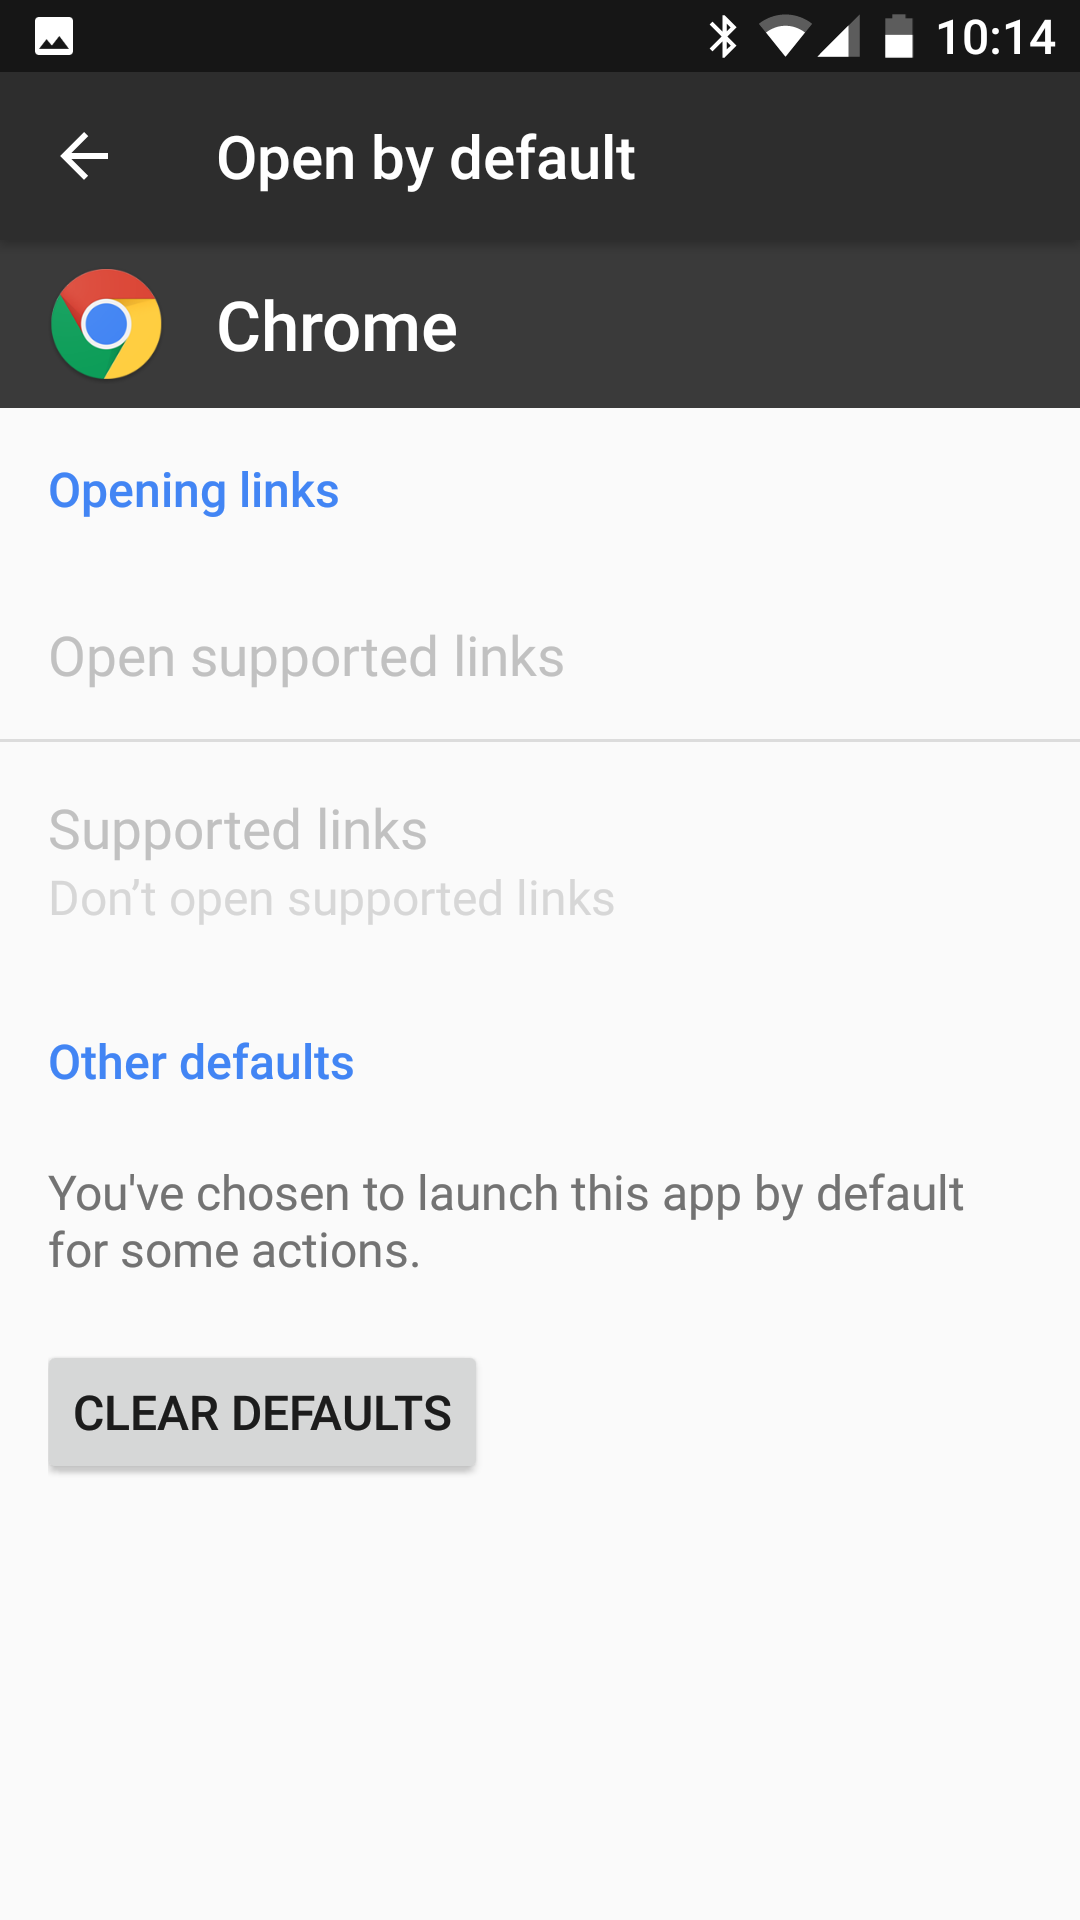 10:14
Open by default
Chrome
Opening links
Open supported links
Supported links
Don’t open supported links
Other defaults
You've chosen to launch this app by default
for some actions.
CLEAR DEFAULTS